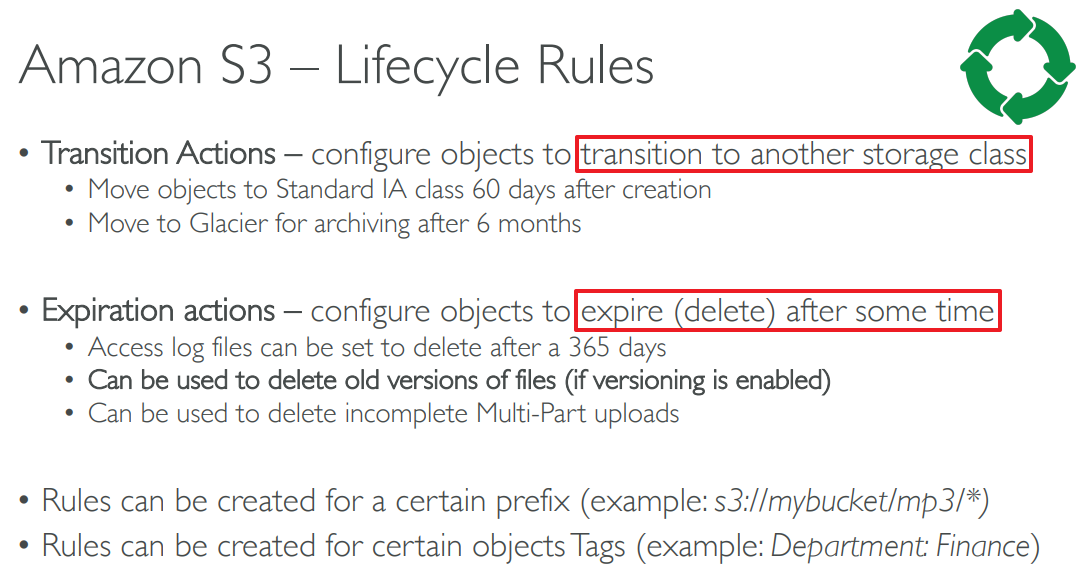 Amazon S3 – Lifecycle Rules
• Transition Actions – configure objects to transition to another storage class
• Move objects to Standard IA class 60 days after creation
• Move to Glacier for archiving after 6 months
• Expiration actions – configure objects to expire (delete) after some time
• Access log files can be set to delete after a 365 days
• Can be used to delete old versions of files (if versioning is enabled)
• Can be used to delete incomplete Multi-Part uploads
• Rules can be created for a certain prefix (example: s3://mybucket/mp3/*)
• Rules can be created for certain objects Tags (example: Department: Finance)